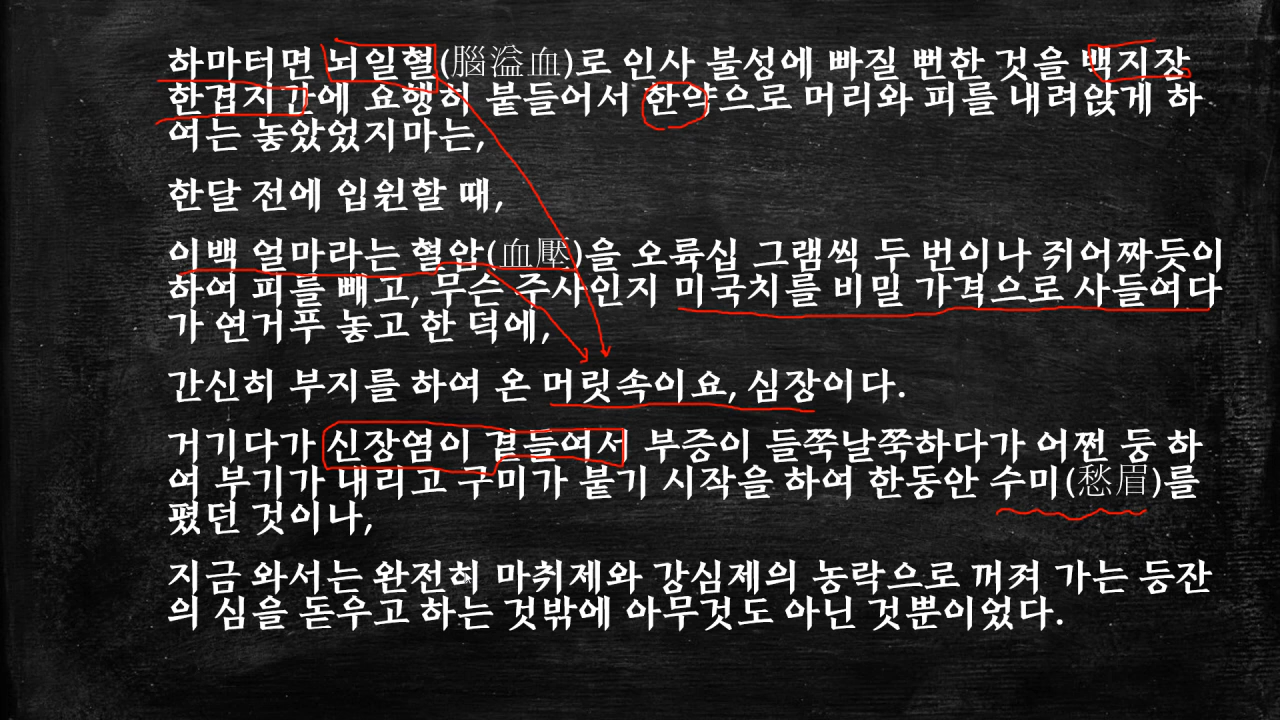 하마터면 뇌일혈(腦溢血)로 인사 불성에 빠질 뻔한 것을 백지장
한겹지간에 요행히 붙들어서 한약으로 머리와 피를 내려앉게 하
여는 놓았었지마는,
한달 전에 입원할 때,
이백 얼마라는 혈압(血壓)을 오륙십 그램씩 두 번이나 쥐어짜듯이
하여 피를 빼고, 무슨 주사인지 미국치를 비밀 가격으로 사들여다
가 연거푸 놓고 한 덕에,
간신히 부지를 하여 온 머릿속이요, 심장이다.
거기다가 신장염이 곁들여서 부증이 들쭉날쭉하다가 어쩐 둥 하
여 부기가 내리고 구미가 붙기 시작을 하여 한동안 수미(愁眉)를
폈던 것이나,
지금 와서는 완전히 마취제와 강심제의 농락으로 꺼져 가는 등잔
의 심을 돋우고 하는 것밖에 아무것도 아닌 것뿐이었다.